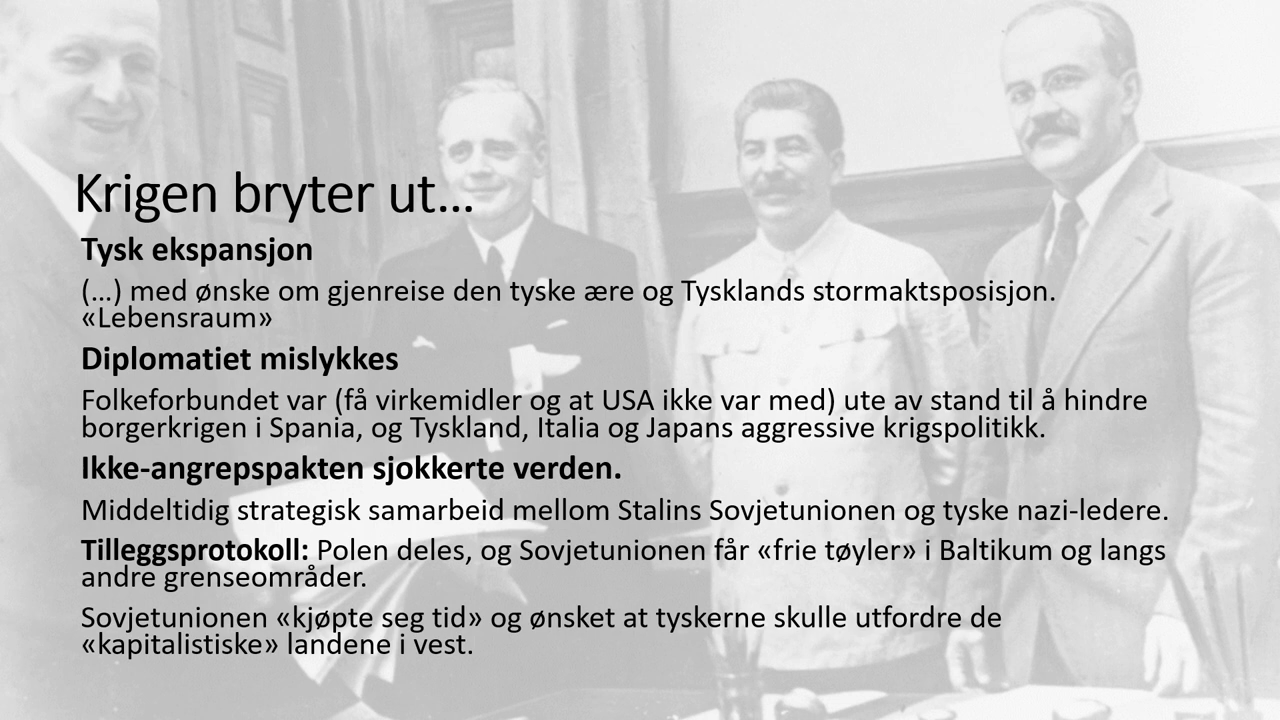 Krigen bryter ut…
Tysk ekspansjon
(…) med ønske om gjenreise den tyske ære og Tysklands stormaktsposisjon.
«Lebensraum»
Diplomatiet mislykkes
Folkeforbundet var (få virkemidler og at USA ikke var med) ute av stand til å hindre
borgerkrigen i Spania, og Tyskland, Italia og Japans aggressive krigspolitikk.
Ikke-angrepspakten sjokkerte verden.
Middeltidig strategisk samarbeid mellom Stalins Sovjetunionen og tyske nazi-ledere.
Tilleggsprotokoll: Polen deles, og Sovjetunionen får «frie tøyler» i Baltikum og langs
andre grenseområder.
Sovjetunionen «kjøpte seg tid» og ønsket at tyskerne skulle utfordre de
«kapitalistiske» landene i vest.